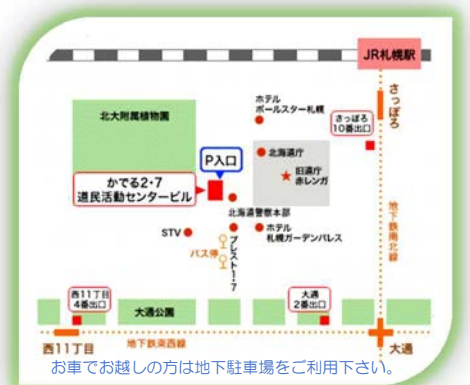 JR札幌駅
さっぽろ
ホテル
ポールスター札幌
さっぽろ
10番出口
北大附属植物園
P入口
北海道庁
旧道庁
赤レンガ
かでる2・7
道民活動センタービル
北海道警察本部
地下鉄南北線
STV
バス停
プレスト1・7
ホテル
札幌ガーデンパレス
西11丁目
4番出口
大通公園
大通
2番出口
西11丁目
地下鉄東西線
大通
お車でお越しの方は地下駐車場をご利用下さい。